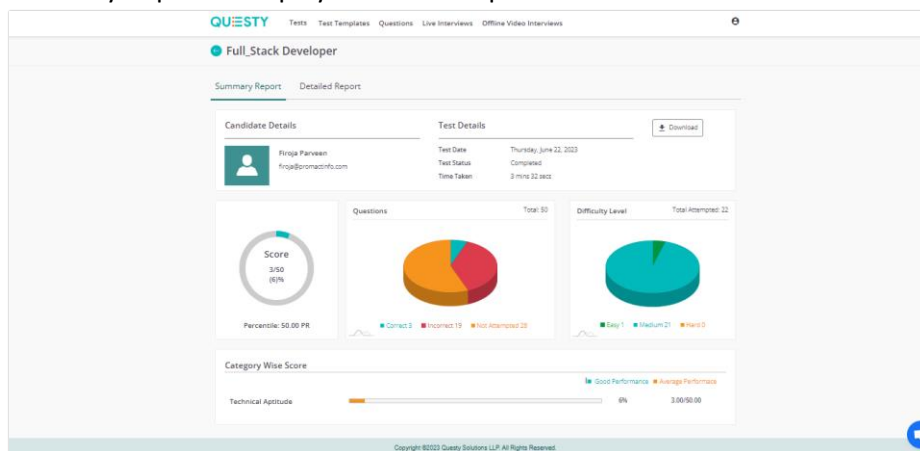 QUESTY Tests Test Templates Questions Live Interviews Offline Video Interviews
Full_Stack Developer
Summary Report Detailed Report
Candidate Details
Firoja Parveen
firoja@promactinfo.com
Test Details
Download
Test Date Thursday, June 22, 2023
Test Status Completed
Time Taken 3 mins 32 secs
Score
3/50
(6)%
Percentile: 50.00 PR
Questions Total: 50
Correct 3 Incorrect 19 Not Attempted 28
Difficulty Level Total Attempted: 22
Easy 1 Medium 21 Hard 0
Category Wise Score
Good Performance Average Performace
Technical Aptitude 6% 3.00/50.00
Copyright ©2023 Questy Solutions LLP. All Rights Reserved.